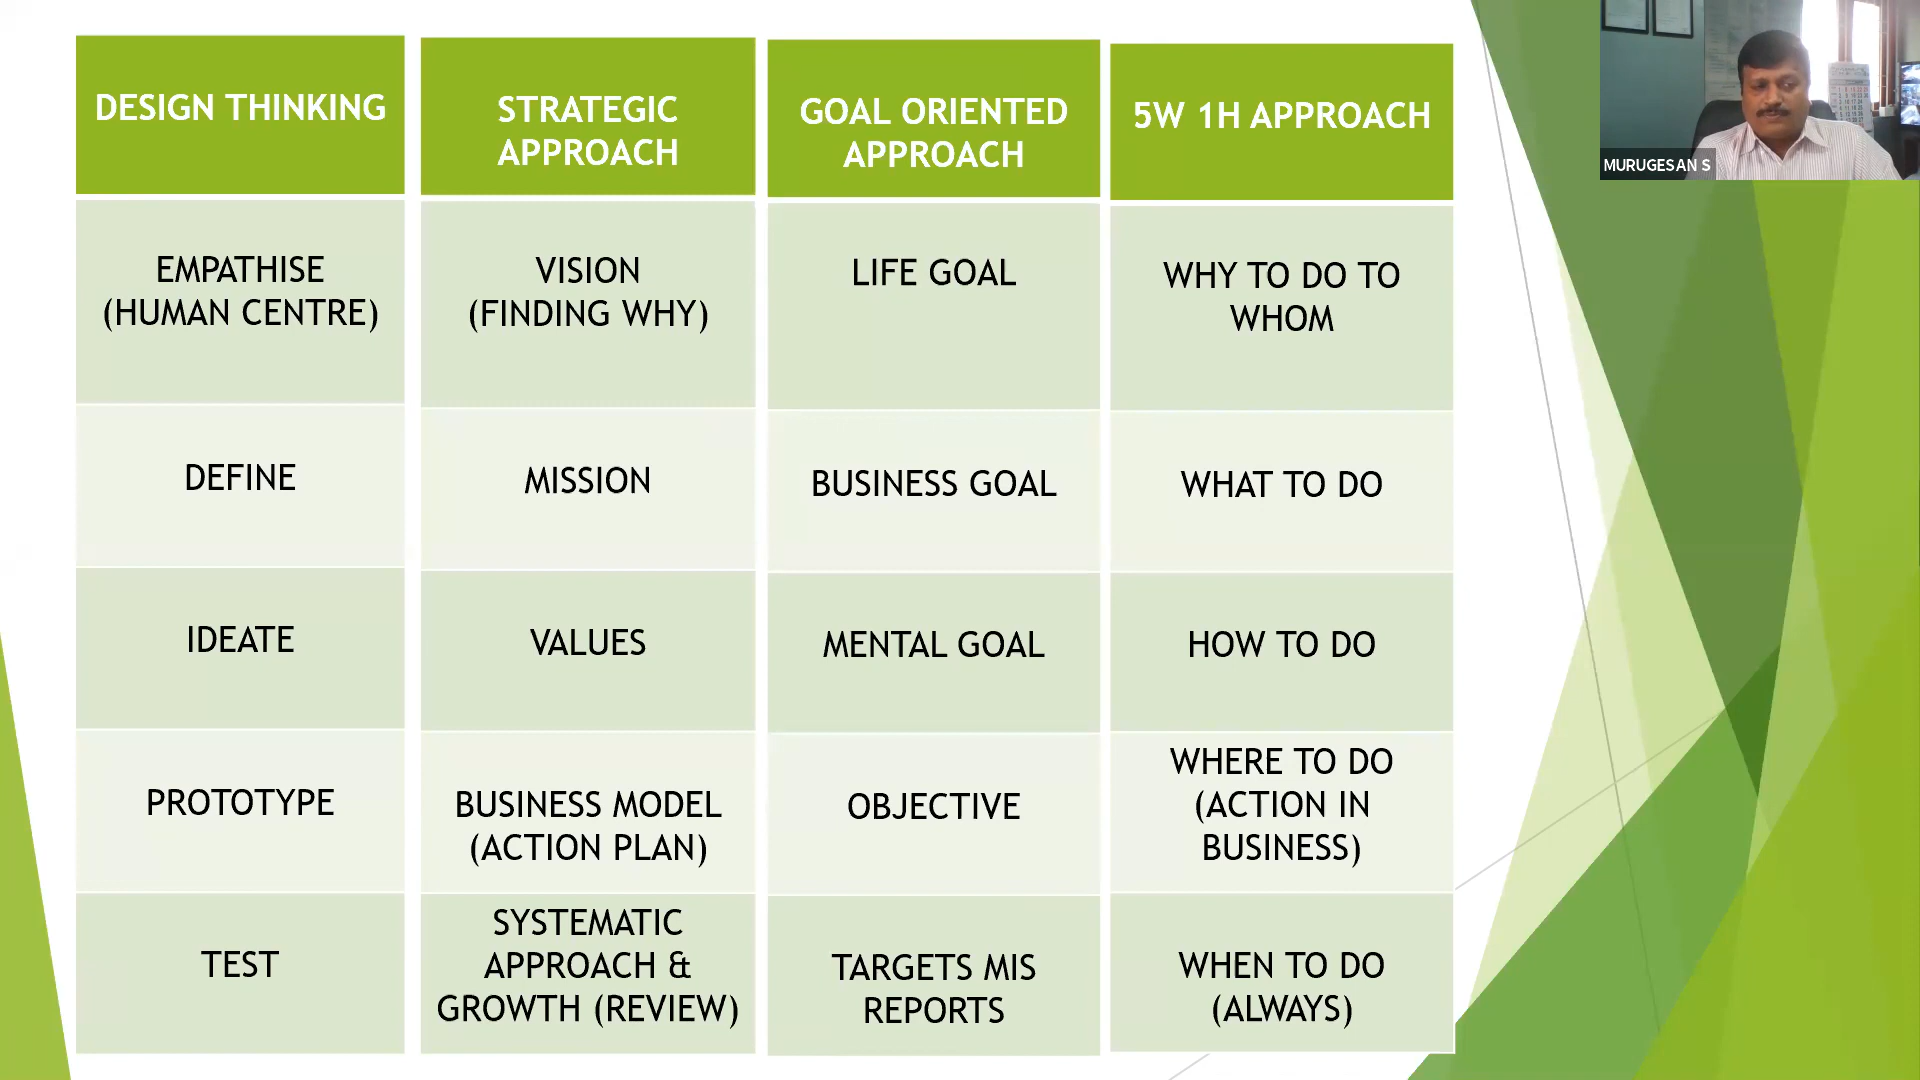 DESIGN THINKING
STRATEGIC
APPROACH
GOAL ORIENTED
APPROACH
5W 1H APPROACH
EMPATHISE
(HUMAN CENTRE)
VISION
(FINDING WHY)
LIFE GOAL
WHY TO DO TO
WHOM
DEFINE
MISSION
BUSINESS GOAL
WHAT TO DO
IDEATE
VALUES
MENTAL GOAL
HOW TO DO
PROTOTYPE
BUSINESS MODEL
(ACTION PLAN)
OBJECTIVE
WHERE TO DO
(ACTION IN
BUSINESS)
TEST
SYSTEMATIC
APPROACH &
GROWTH (REVIEW)
TARGETS MIS
REPORTS
WHEN TO DO
(ALWAYS)
MURUGESAN S